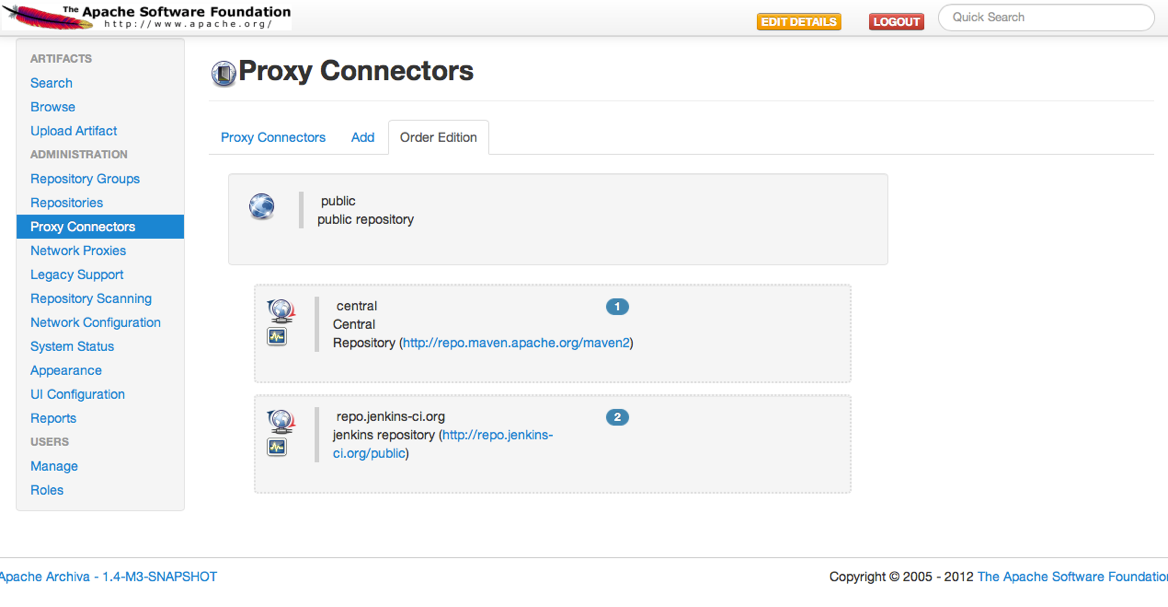 The Apache Software Foundation
http://www.apache.org/
EDIT DETAILS
LOGOUT
Quick Search
ARTIFACTS
Search
Browse
Upload Artifact
ADMINISTRATION
Repository Groups
Repositories
Proxy Connectors
Network Proxies
Legacy Support
Repository Scanning
Network Configuration
System Status
Appearance
UI Configuration
Reports
USERS
Manage
Roles
Proxy Connectors
Proxy Connectors Add Order Edition
public
public repository
central 1
Central
Repository (http://repo.maven.apache.org/maven2)
repo.jenkins-ci.org 2
jenkins repository (http://repo.jenkins-
ci.org/public)
Apache Archiva - 1.4-M3-SNAPSHOT
Copyright © 2005 - 2012 The Apache Software Foundation